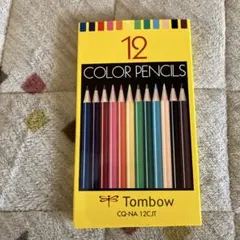 12
COLOR PENCILS
Tombow
CQ-NA 12CJT